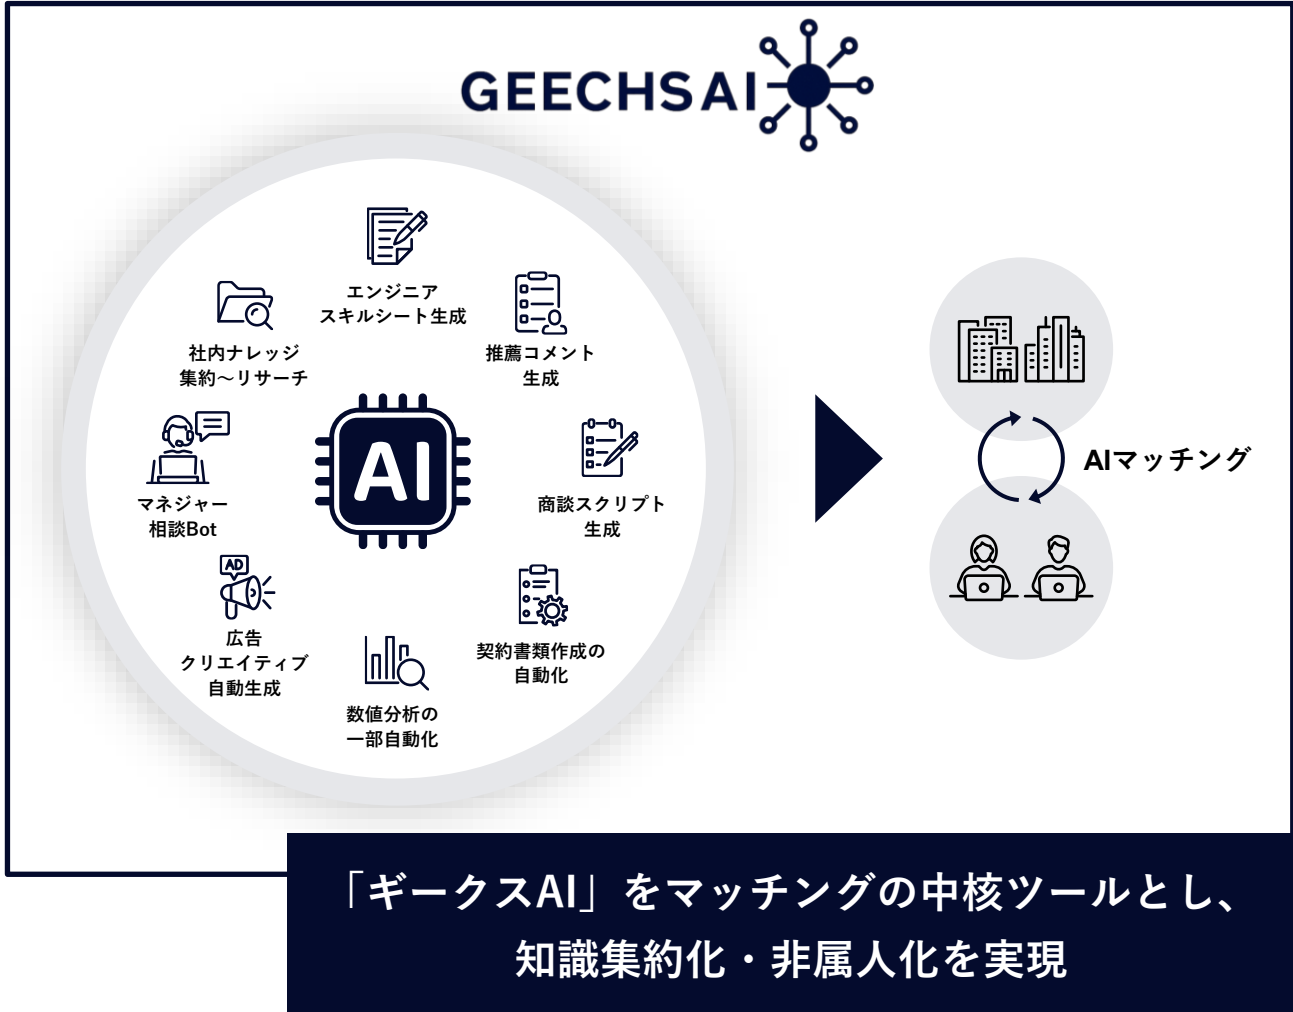 GEECHS AI
エンジニア
スキルシート生成
推薦コメント
生成
商談スクリプト
生成
契約書類作成の
自動化
数値分析の
一部自動化
AD
広告
クリエイティブ
自動生成
マネジャー
相談Bot
社内ナレッジ
集約～リサーチ
AI
AIマッチング
「ギークスAI」をマッチングの中核ツールとし、
知識集約化・非属人化を実現